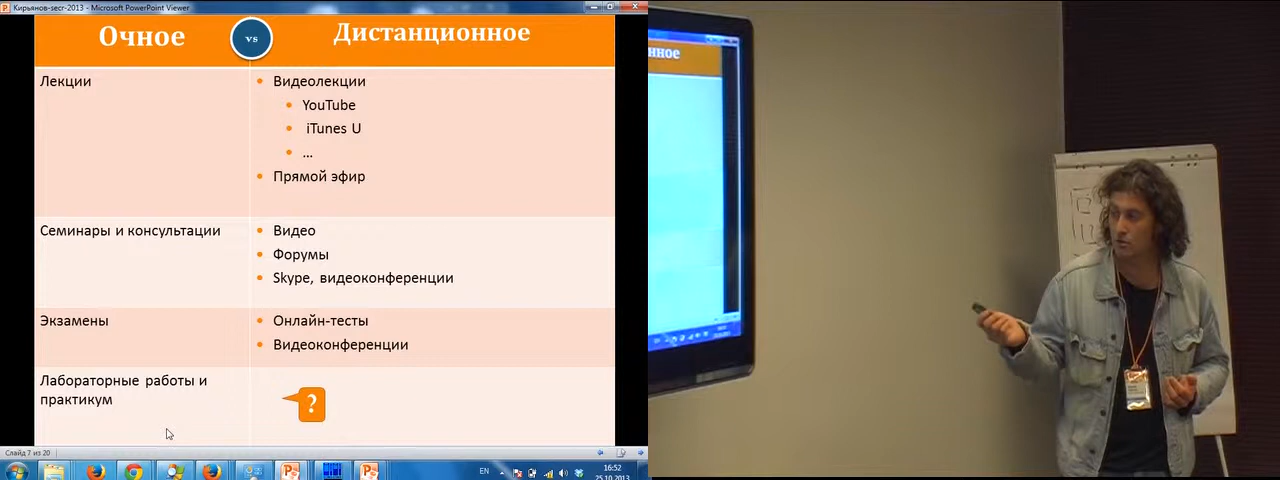 Кирьянов-secr-2013 - Microsoft PowerPoint Viewer
Очное
vs
Дистанционное
Лекции
Видеолекции
YouTube
iTunes U
...
Прямой эфир
Семинары и консультации
Видео
Форумы
Skype, видеоконференции
Экзамены
Онлайн-тесты
Видеоконференции
Лабораторные работы и
практикум
?
Слайд 7 из 20
EN
16:52
25.10.2013
нное